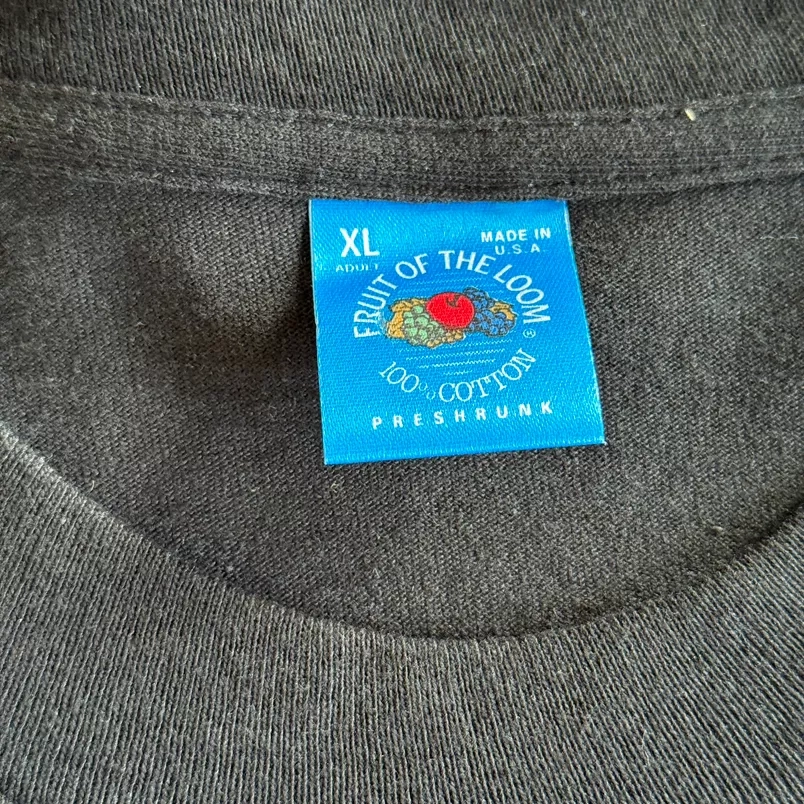 XL
ADULT
MADE IN
U.S.A.
FRUIT OF THE LOOM
®
100% COTTON
PRESHRUNK